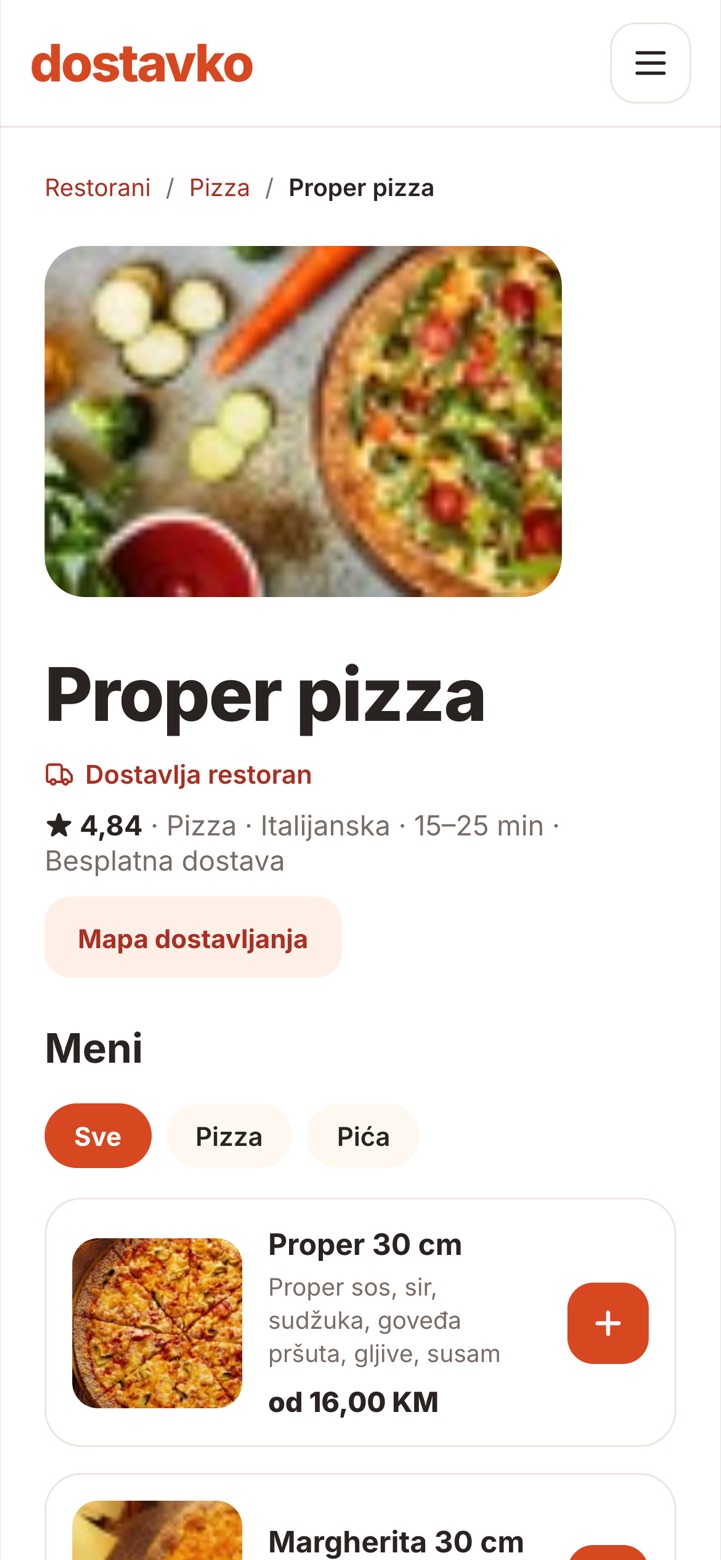 dostavko
Restorani / Pizza / Proper pizza
Proper pizza
Dostavlja restoran
★ 4,84 · Pizza · Italijanska · 15–25 min ·
Besplatna dostava
Mapa dostavljanja
Meni
Sve Pizza Pića
Proper 30 cm
Proper sos, sir,
sudžuka, goveđa
pršuta, gljive, susam
od 16,00 KM
Margherita 30 cm